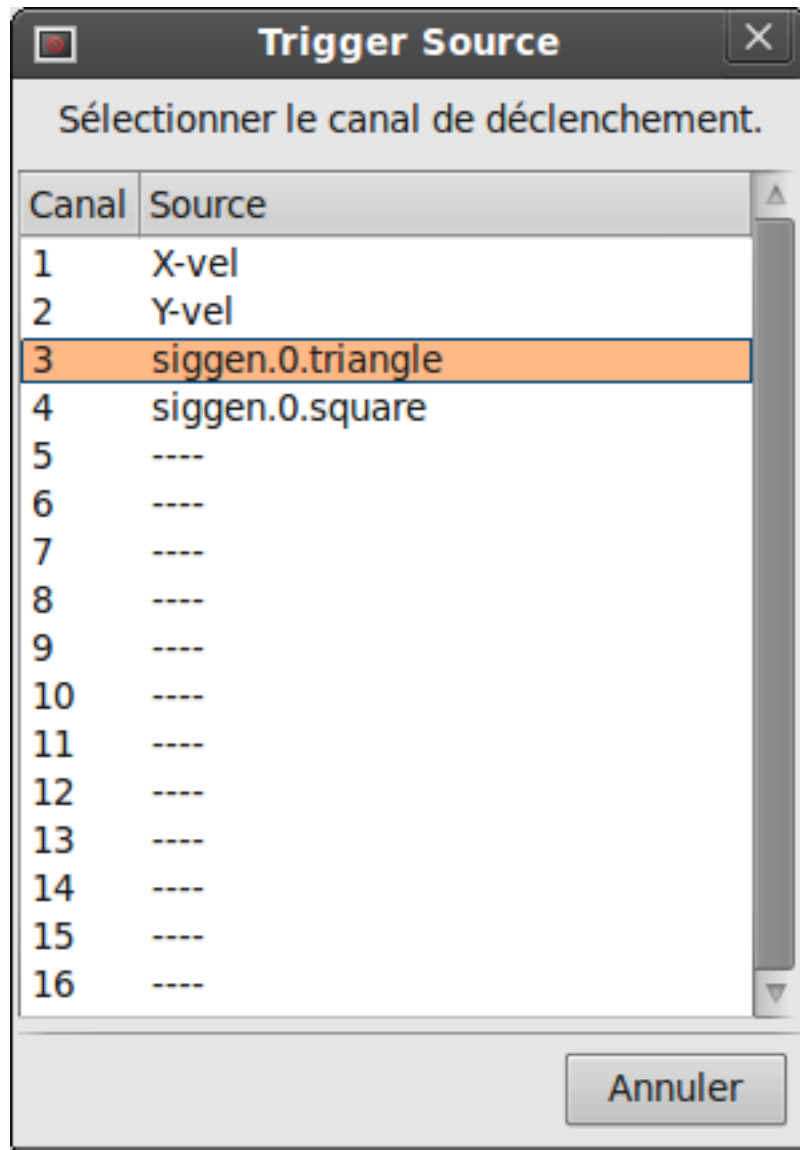 Trigger Source
Sélectionner le canal de déclenchement.
Canal Source
1 X-vel
2 Y-vel
3 siggen.0.triangle
4 siggen.0.square
5 ----
6 ----
7 ----
8 ----
9 ----
10 ----
11 ----
12 ----
13 ----
14 ----
15 ----
16 ----
Annuler